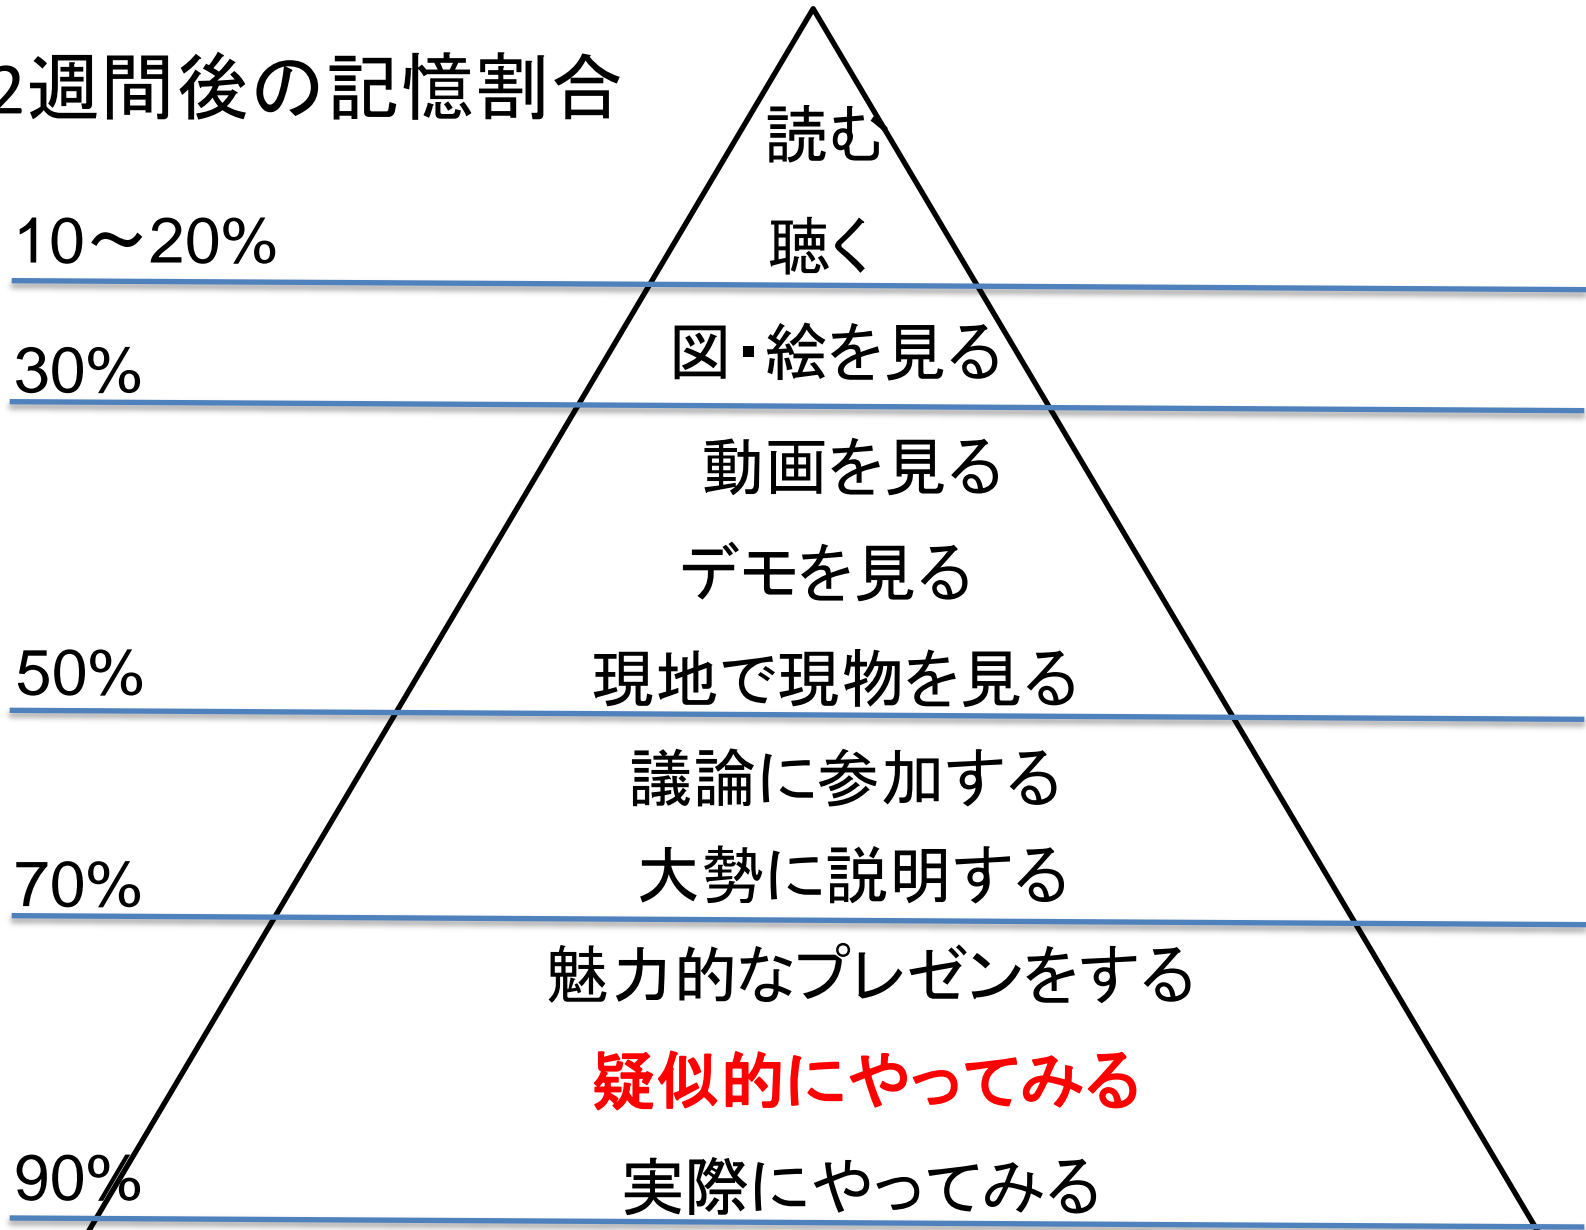 2週間後の記憶割合
読む
10～20%
聴く
30%
図・絵を見る
動画を見る
デモを見る
50%
現地で現物を見る
議論に参加する
70%
大勢に説明する
魅力的なプレゼンをする
疑似的にやってみる
90%
実際にやってみる